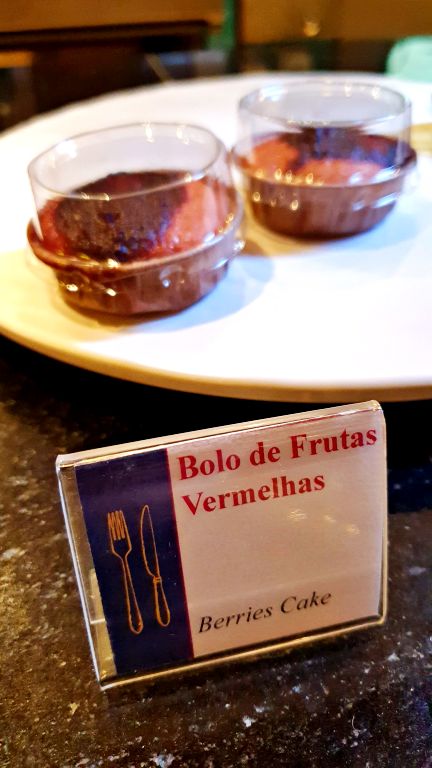 Bolo de Frutas
Vermelhas
Berries Cake